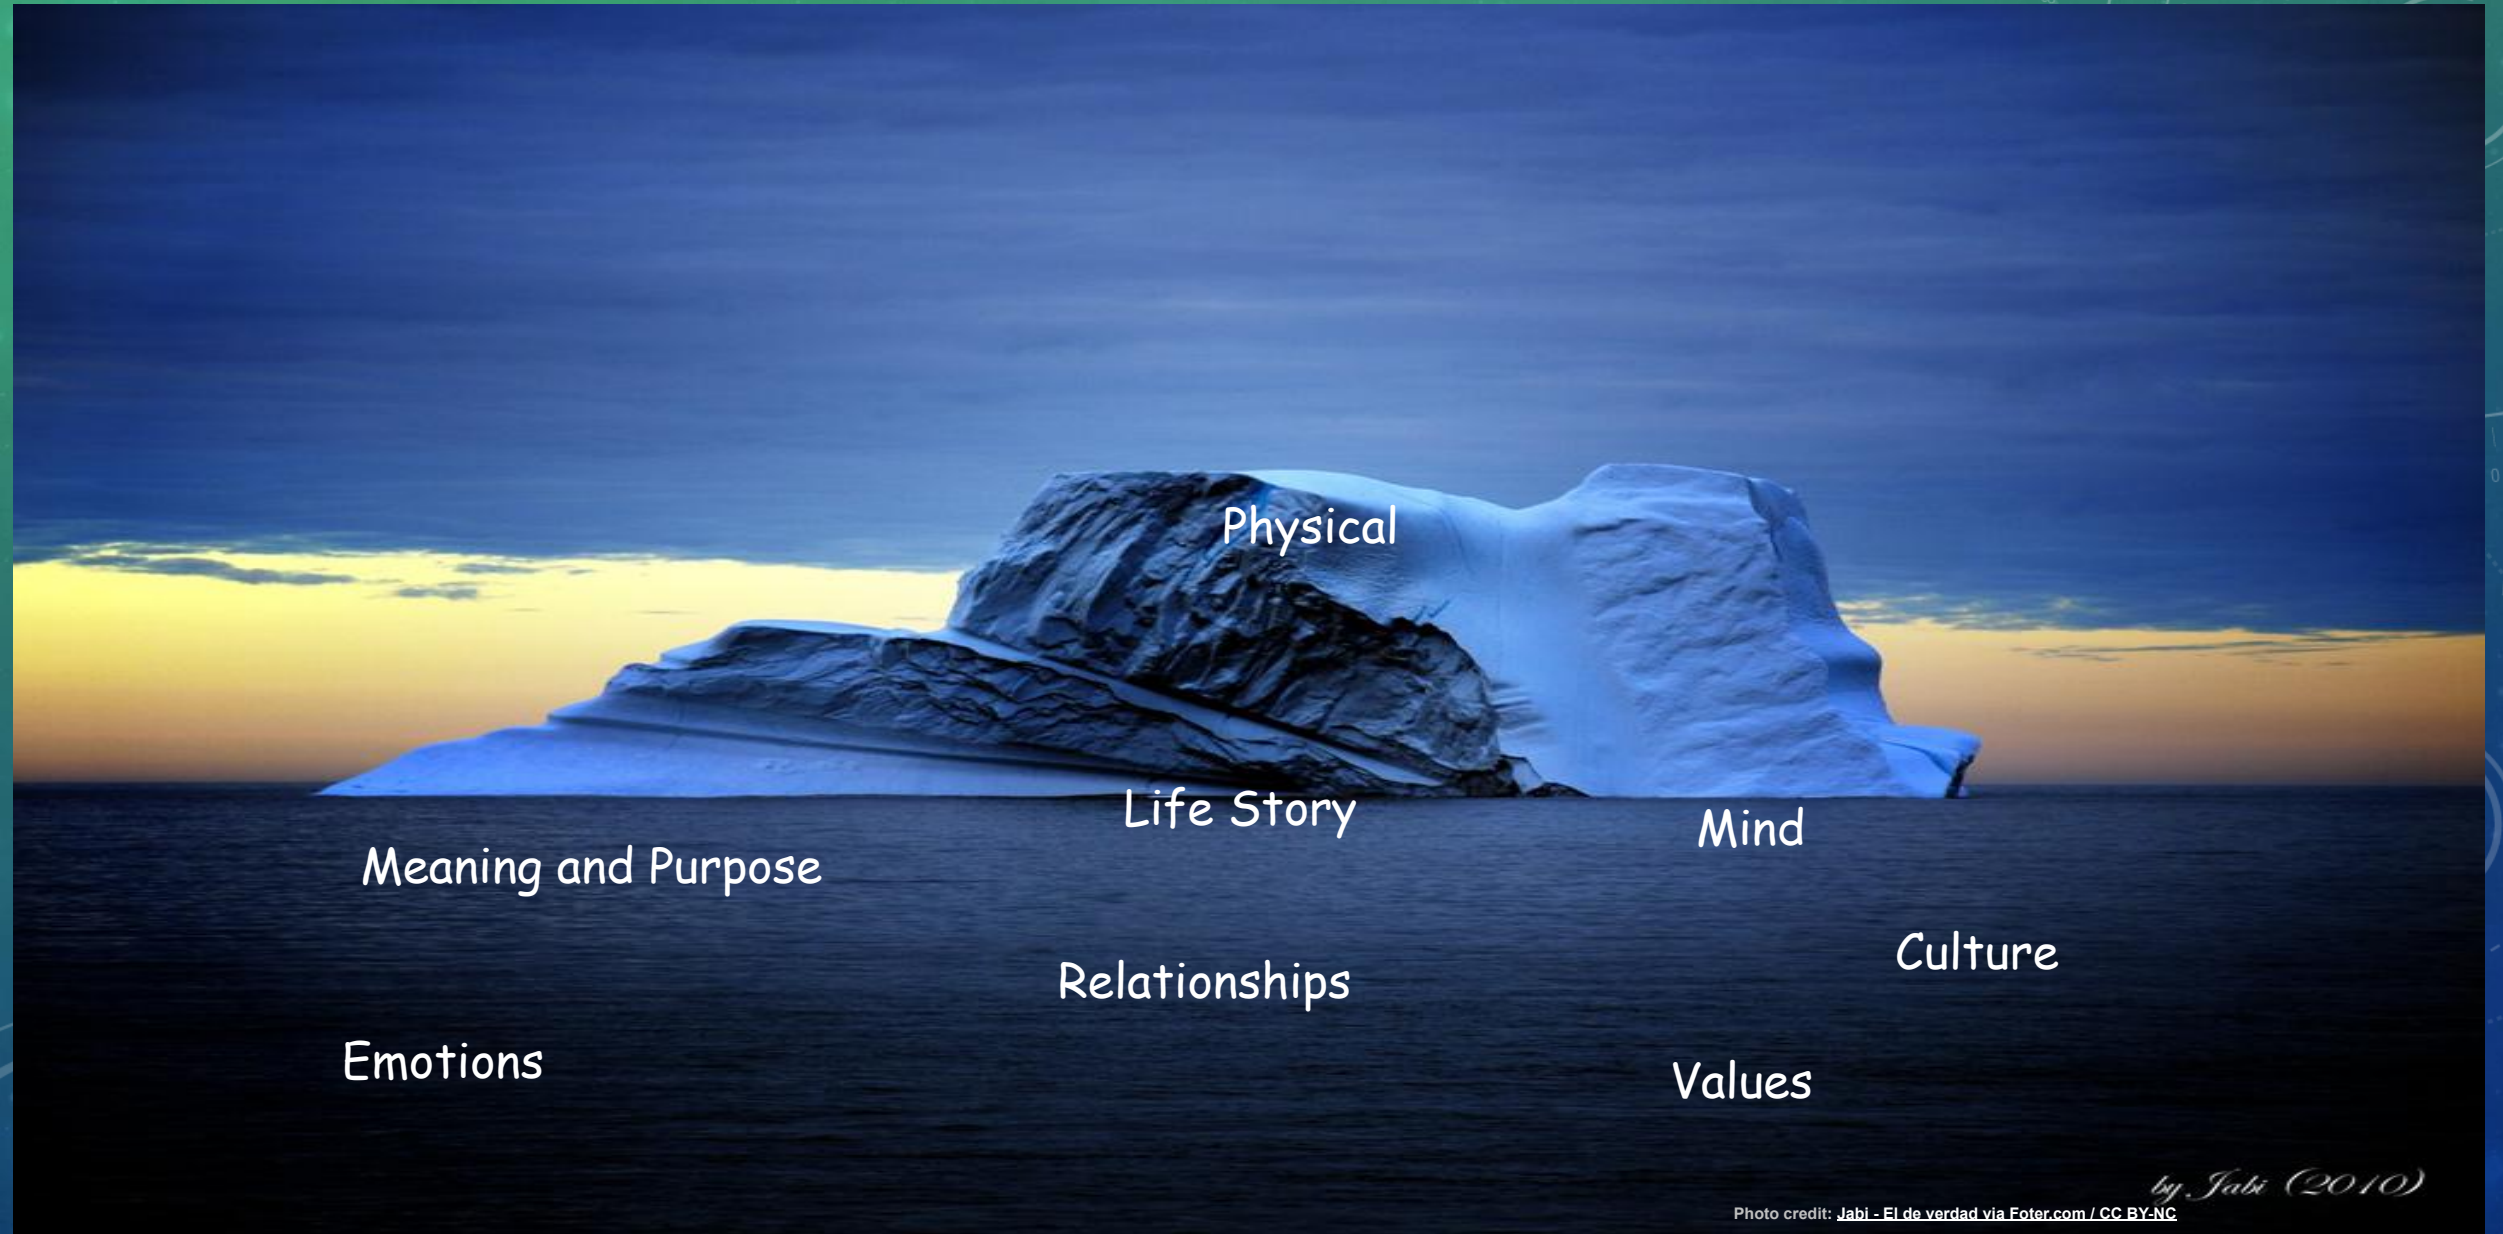 Physical
Life Story
Mind
Meaning and Purpose
Culture
Relationships
Emotions
Values
by Jabi (2010)
Photo credit: Jabi - El de verdad via Foter.com / CC BY-NC